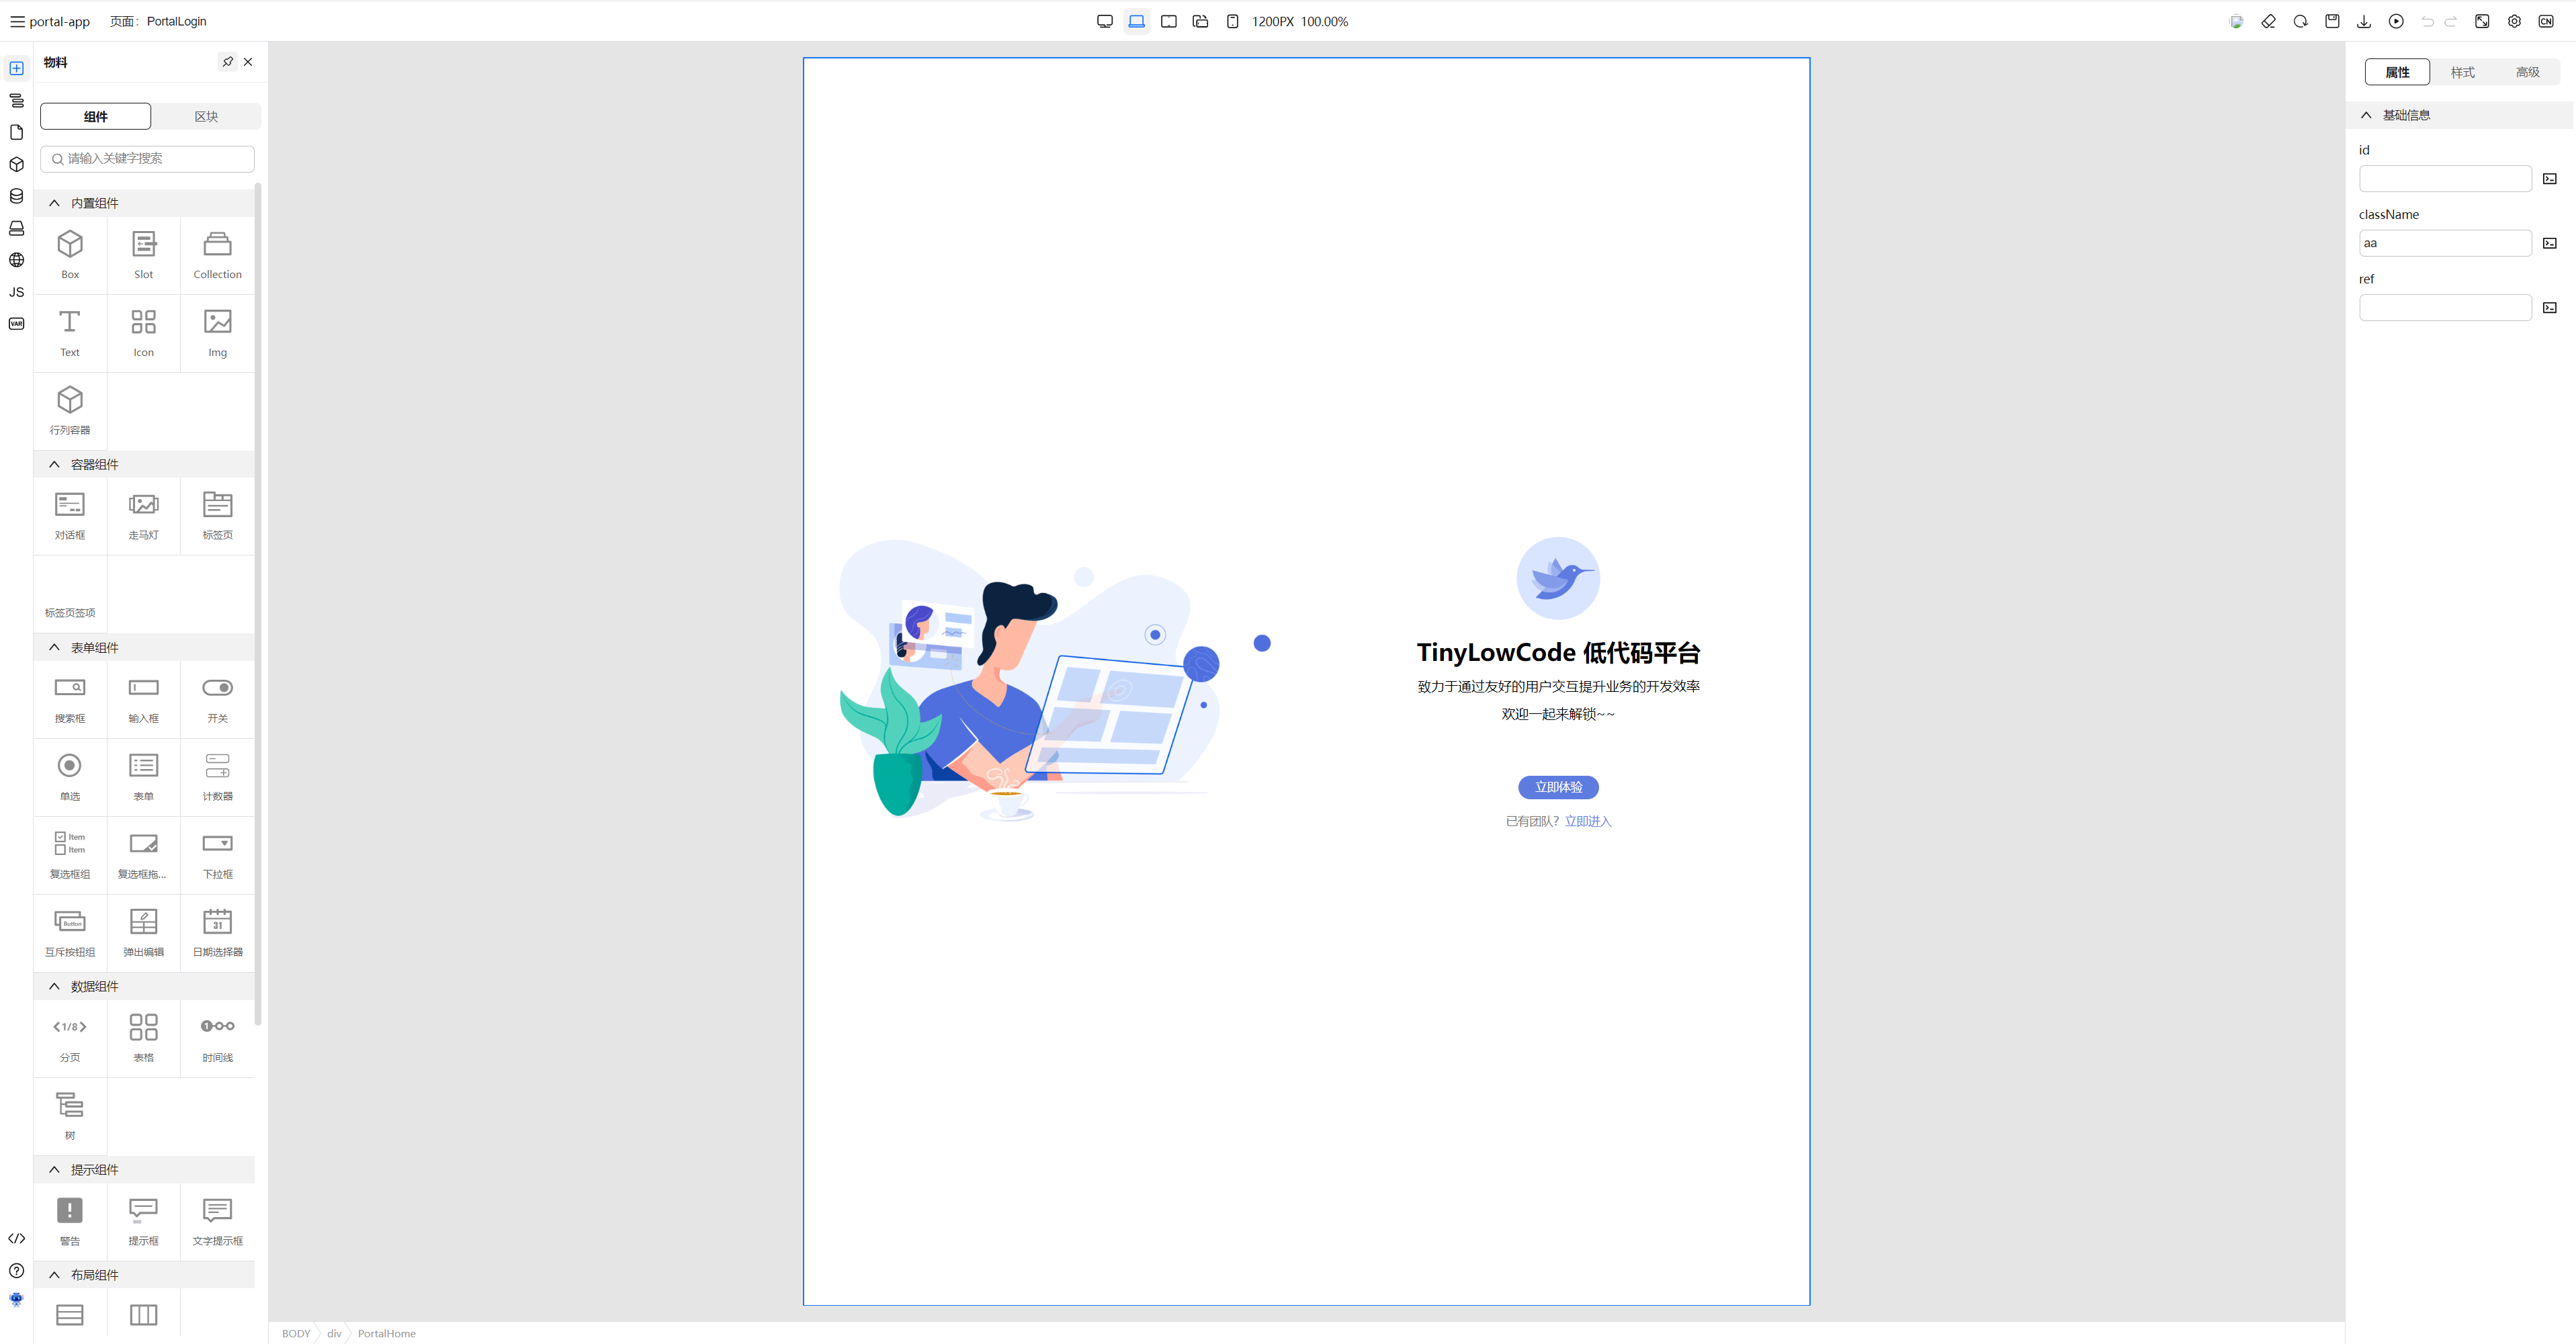 portal-app 页面： PortalLogin 1200PX 100.00% CN
物料
组件 区块
请输入关键字搜索
内置组件
Box Slot Collection
Text Icon Img
行列容器
容器组件
对话框 走马灯 标签页
标签页签项
表单组件
搜索框 输入框 开关
单选 表单 计数器
Item
Item
复选框组 复选框拖... 下拉框
Button 31
互斥按钮组 弹出编辑 日期选择器
数据组件
1/8 1
分页 表格 时间线
树
提示组件
警告 提示框 文字提示框
布局组件
JS
VAR
TinyLowCode 低代码平台
致力于通过友好的用户交互提升业务的开发效率
欢迎一起来解锁~~
立即体验
已有团队？ 立即进入
BODY div PortalHome
属性 样式 高级
基础信息
id
className
aa
ref